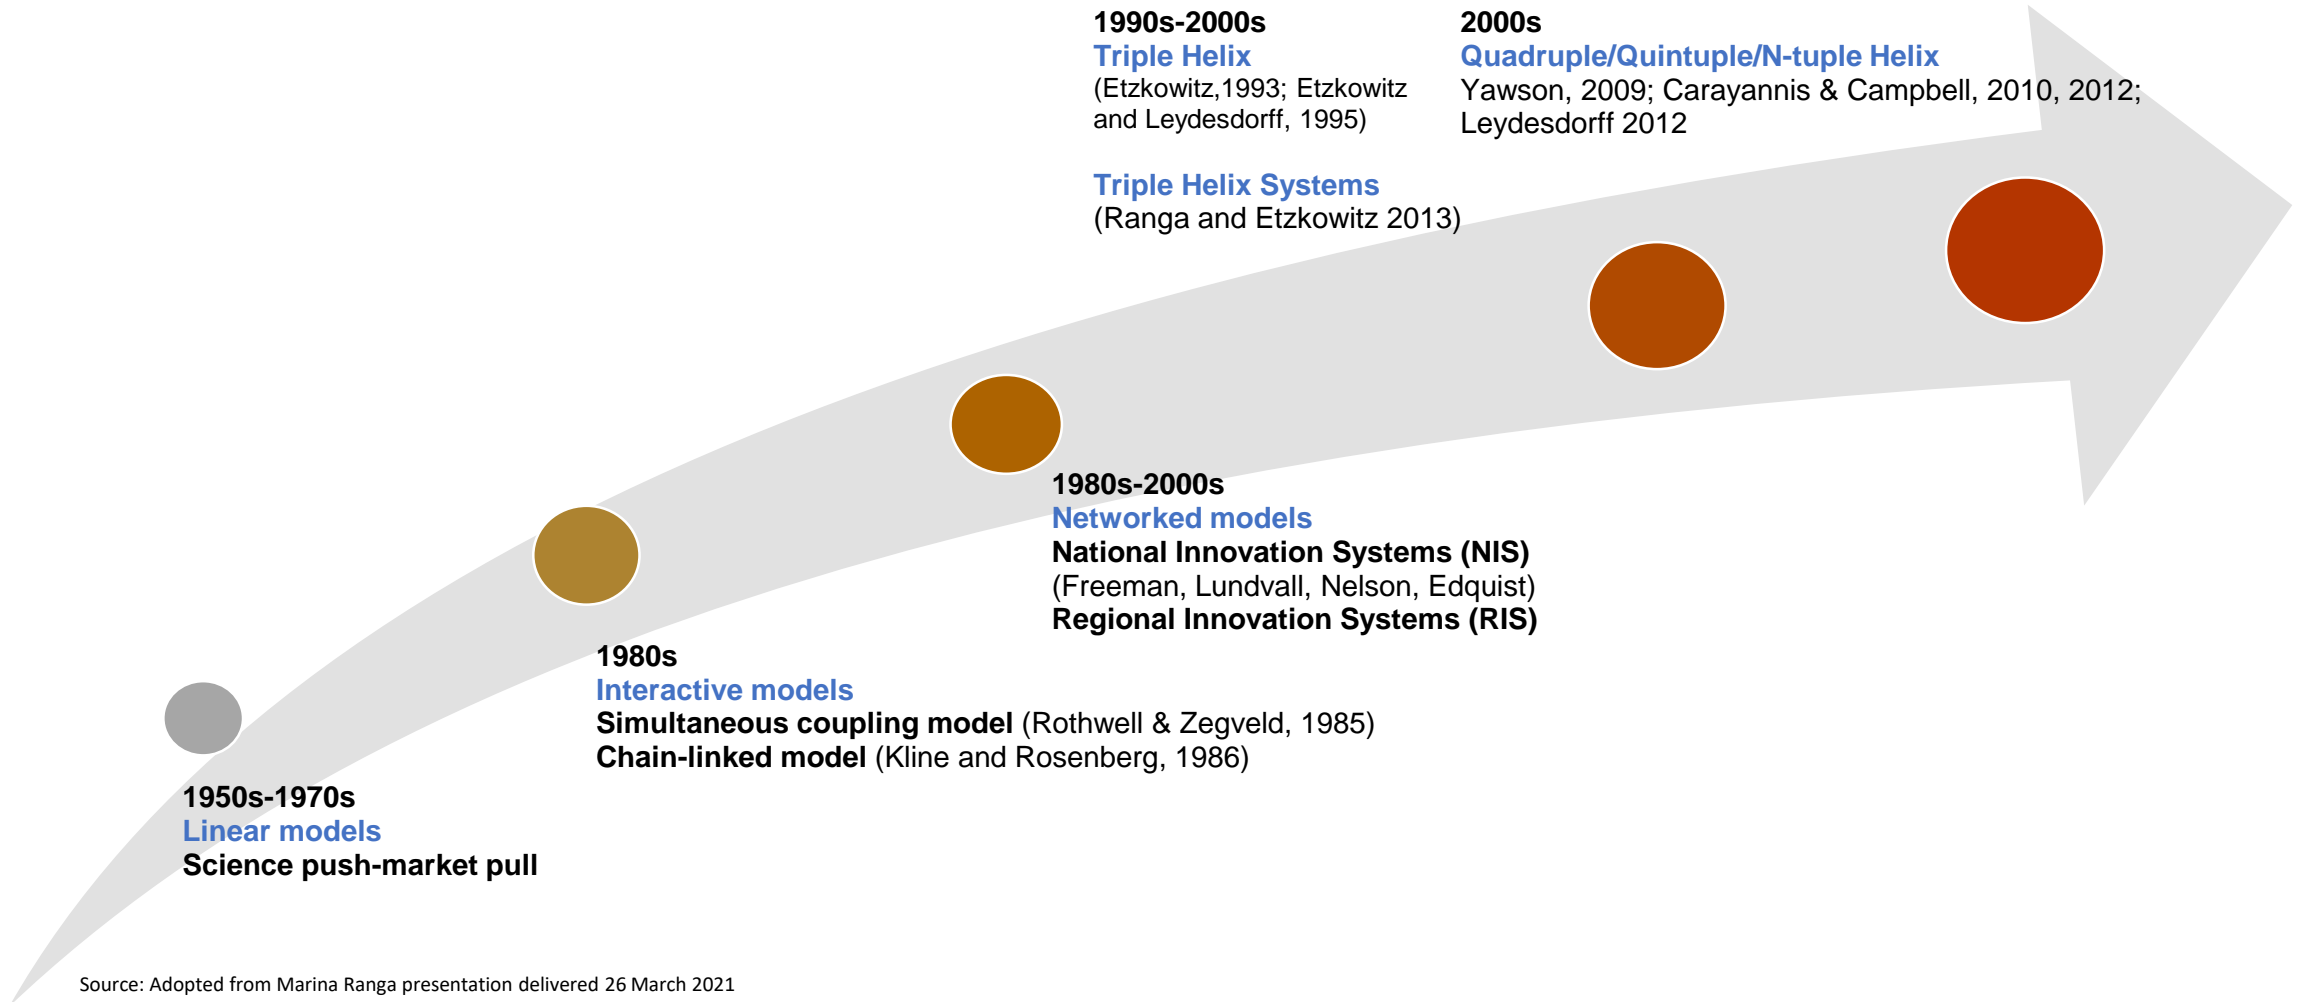 1990s-2000s
Triple Helix
(Etzkowitz,1993; Etzkowitz
and Leydesdorff, 1995)
Triple Helix Systems
(Ranga and Etzkowitz 2013)
2000s
Quadruple/Quintuple/N-tuple Helix
Yawson, 2009; Carayannis & Campbell, 2010, 2012;
Leydesdorff 2012
1980s-2000s
Networked models
National Innovation Systems (NIS)
(Freeman, Lundvall, Nelson, Edquist)
Regional Innovation Systems (RIS)
1980s
Interactive models
Simultaneous coupling model (Rothwell & Zegveld, 1985)
Chain-linked model (Kline and Rosenberg, 1986)
1950s-1970s
Linear models
Science push-market pull
Source: Adopted from Marina Ranga presentation delivered 26 March 2021